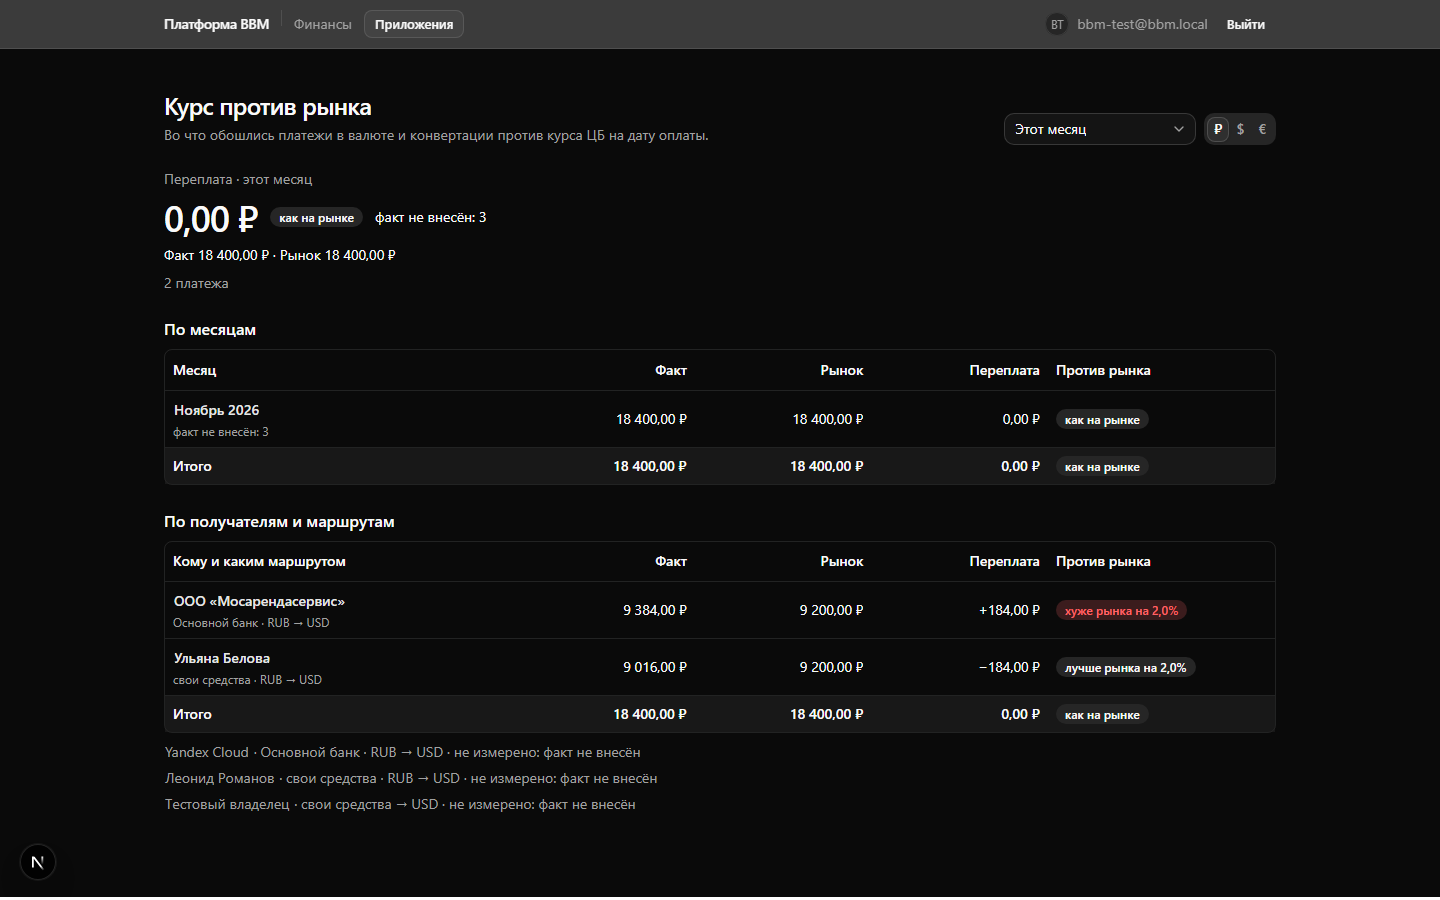 Платформа BBM Финансы Приложения BT bbm-test@bbm.local Выйти
Курс против рынка
Во что обошлись платежи в валюте и конвертации против курса ЦБ на дату оплаты.
Этот месяц ₽ $ €
Переплата · этот месяц
0,00 ₽ как на рынке факт не внесён: 3
Факт 18 400,00 ₽ · Рынок 18 400,00 ₽
2 платежа
По месяцам
Месяц Факт Рынок Переплата Против рынка
Ноябрь 2026 18 400,00 ₽ 18 400,00 ₽ 0,00 ₽ как на рынке
факт не внесён: 3
Итого 18 400,00 ₽ 18 400,00 ₽ 0,00 ₽ как на рынке
По получателям и маршрутам
Кому и каким маршрутом Факт Рынок Переплата Против рынка
ООО «Мосарендасервис» 9 384,00 ₽ 9 200,00 ₽ +184,00 ₽ хуже рынка на 2,0%
Основной банк · RUB → USD
Ульяна Белова 9 016,00 ₽ 9 200,00 ₽ −184,00 ₽ лучше рынка на 2,0%
свои средства · RUB → USD
Итого 18 400,00 ₽ 18 400,00 ₽ 0,00 ₽ как на рынке
Yandex Cloud · Основной банк · RUB → USD · не измерено: факт не внесён
Леонид Романов · свои средства · RUB → USD · не измерено: факт не внесён
Тестовый владелец · свои средства → USD · не измерено: факт не внесён
N